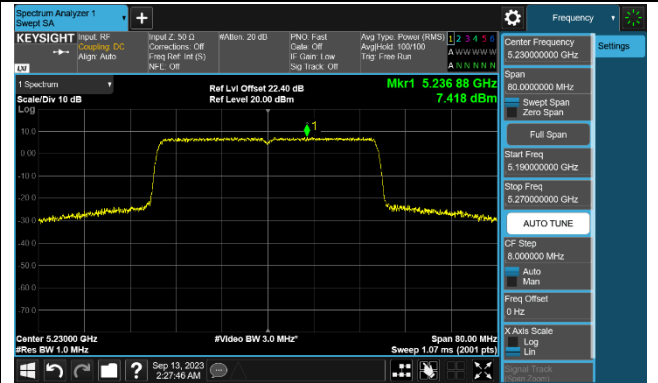 Spectrum Analyzer 1
Swept SA
Frequency
KEYSIGHT
Input: RF
Coupling: DC
Align: Auto
Input Z: 50 Ω
Corrections: Off
Freq Ref: Int (S)
NFE: Off
#Atten: 20 dB
PNO: Fast
Gate: Off
IF Gain: Low
Sig Track: Off
Avg Type: Power (RMS)
Avg|Hold: 100/100
Trig: Free Run
1 2 3 4 5 6
A W W W W W
A N N N N N
LXI
1 Spectrum
Scale/Div 10 dB
Log
Ref Lvl Offset 22.40 dB
Ref Level 20.00 dBm
Mkr1 5.236 88 GHz
7.418 dBm
1
10.0
0.00
-10.0
-20.0
-30.0
-40.0
-50.0
-60.0
-70.0
Center 5.23000 GHz
#Res BW 1.0 MHz
#Video BW 3.0 MHz*
Span 80.00 MHz
Sweep 1.07 ms (2001 pts)
Sep 13, 2023
2:27:46 AM
Center Frequency
5.230000000 GHz
Settings
Span
80.0000000 MHz
Swept Span
Zero Span
Full Span
Start Freq
5.190000000 GHz
Stop Freq
5.270000000 GHz
AUTO TUNE
CF Step
8.000000 MHz
Auto
Man
Freq Offset
0 Hz
X Axis Scale
Log
Lin
Signal Track
(Span Zoom)